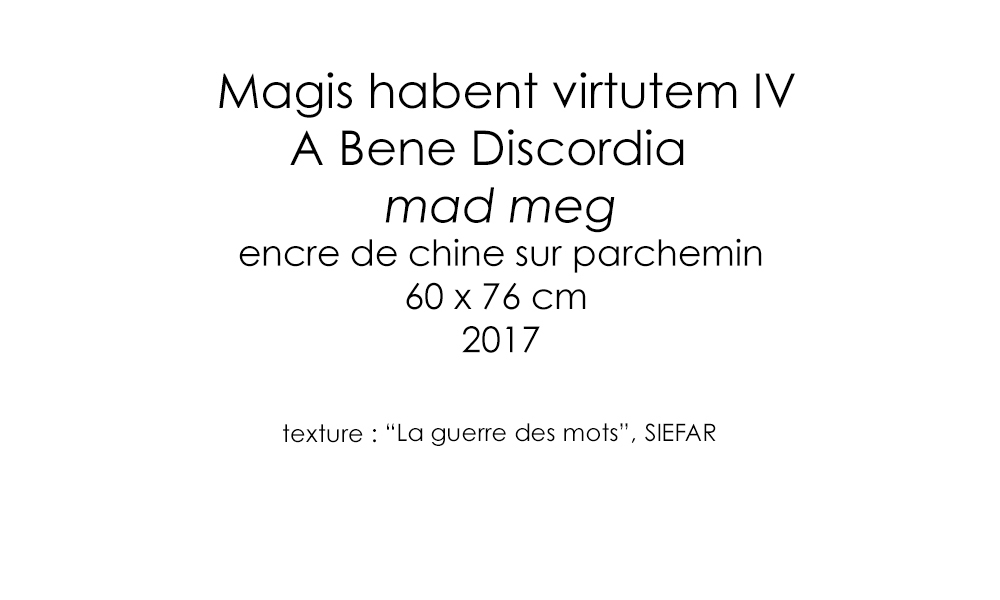 Magis habent virtutem IV
A Bene Discordia
mad meg
encre de chine sur parchemin
60 x 76 cm
2017
texture : “La guerre des mots”, SIEFAR